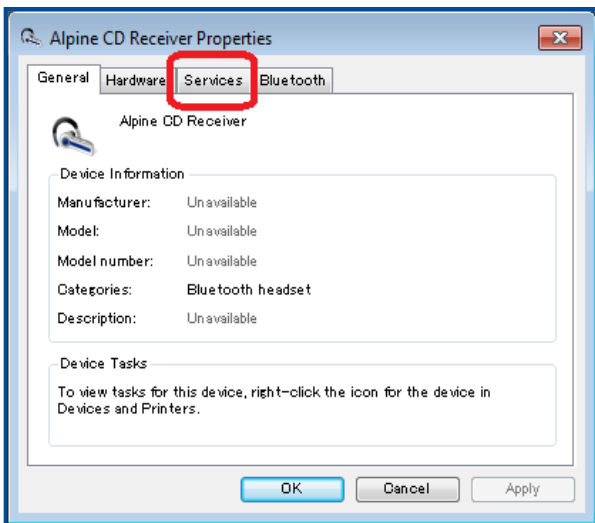 Alpine CD Receiver Properties
General Hardware Services Bluetooth
Alpine CD Receiver
Device Information
Manufacturer: Unavailable
Model: Unavailable
Model number: Unavailable
Categories: Bluetooth headset
Description: Unavailable
Device Tasks
To view tasks for this device, right-click the icon for the device in
Devices and Printers.
OK Cancel Apply